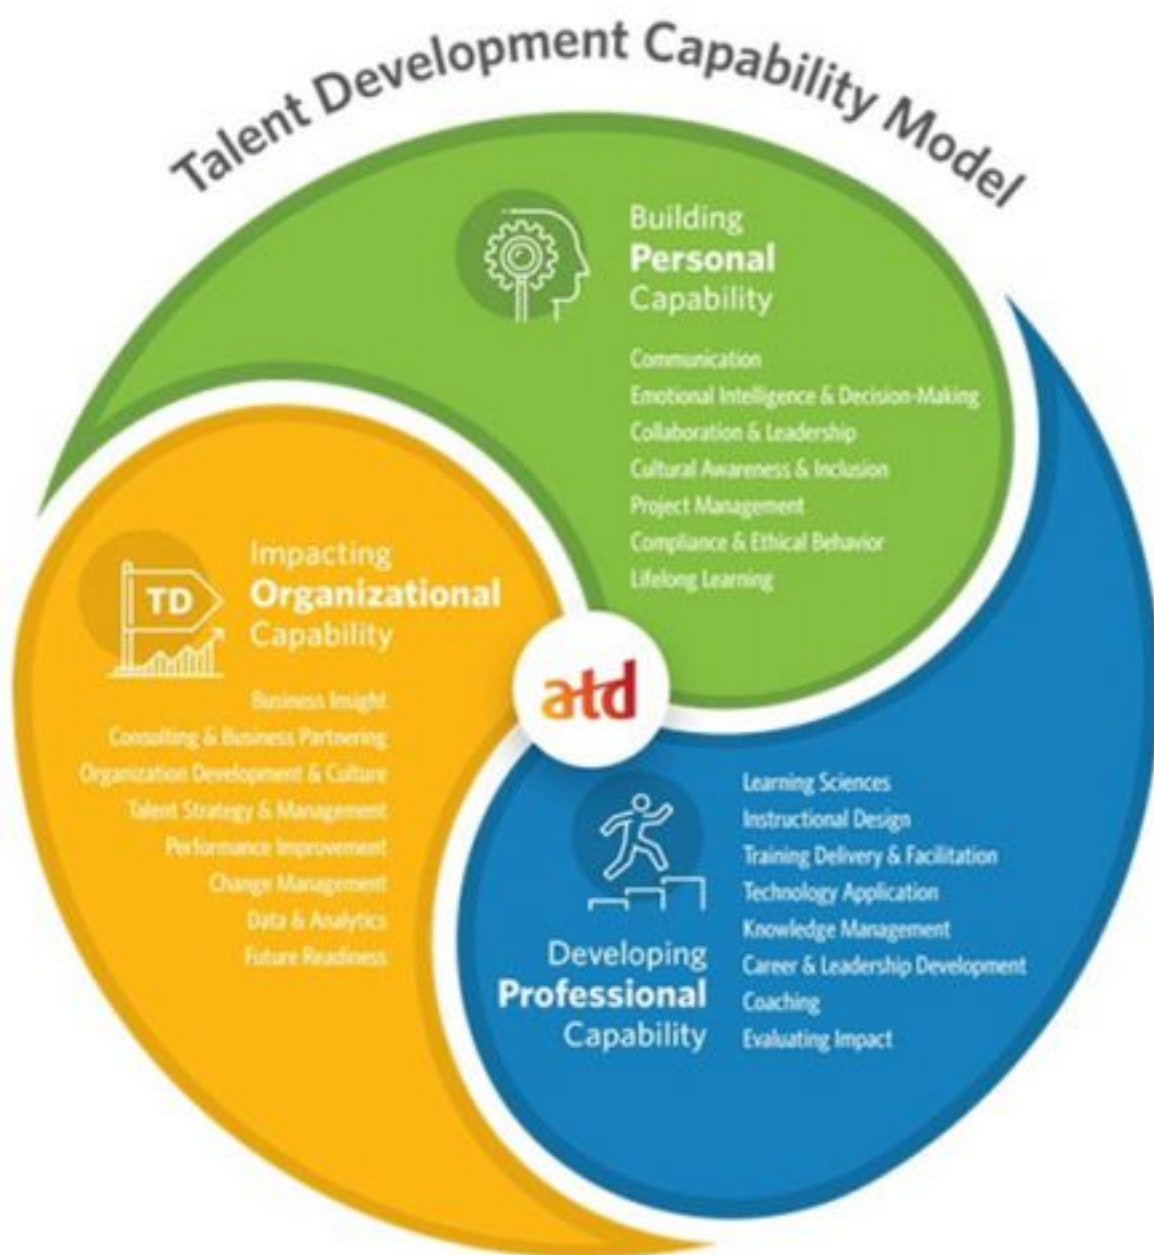 Talent Development Capability Model
Building
Personal
Capability
Communication
Emotional Intelligence & Decision-Making
Collaboration & Leadership
Cultural Awareness & Inclusion
Project Management
Compliance & Ethical Behavior
Lifelong Learning
TD
Impacting
Organizational
Capability
Business Insight
Consulting & Business Partnering
Organization Development & Culture
Talent Strategy & Management
Performance Improvement
Change Management
Data & Analytics
Future Readiness
atd
Developing
Professional
Capability
Learning Sciences
Instructional Design
Training Delivery & Facilitation
Technology Application
Knowledge Management
Career & Leadership Development
Coaching
Evaluating Impact